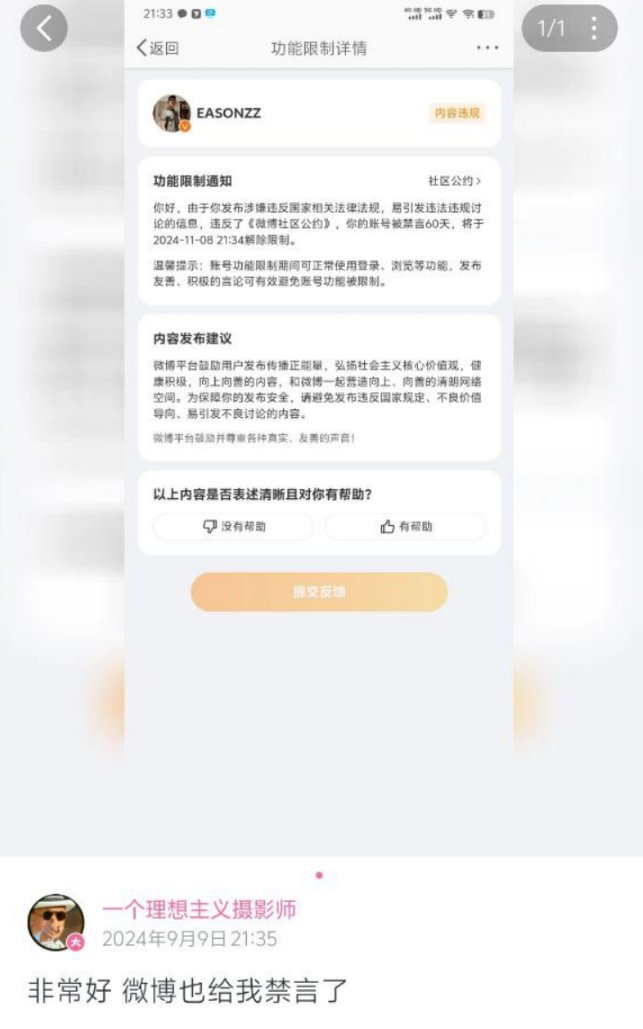 21:33
1/1
返回
功能限制详情
EASONZZ
内容违规
功能限制通知
社区公约
你好，由于你发布涉嫌违反国家相关法律法规，易引发违法违规讨
论的信息，违反了《微博社区公约》，你的账号被禁言60天，将于
2024-11-08 21:34解除限制。
温馨提示：账号功能限制期间可正常使用登录、浏览等功能，发布
友善、积极的言论可有效避免账号功能被限制。
内容发布建议
微博平台鼓励用户发布传播正能量，弘扬社会主义核心价值观，健
康积极，向上向善的内容，和微博一起营造向上、向善的清朗网络
空间。为保障你的发布安全，请避免发布违反国家规定、不良价值
导向、易引发不良讨论的内容。
微博平台鼓励并尊重各种真实、友善的声音！
以上内容是否表述清晰且对你有帮助？
没有帮助
有帮助
提交反馈
一个理想主义摄影师
大
2024年9月9日 21:35
非常好 微博也给我禁言了